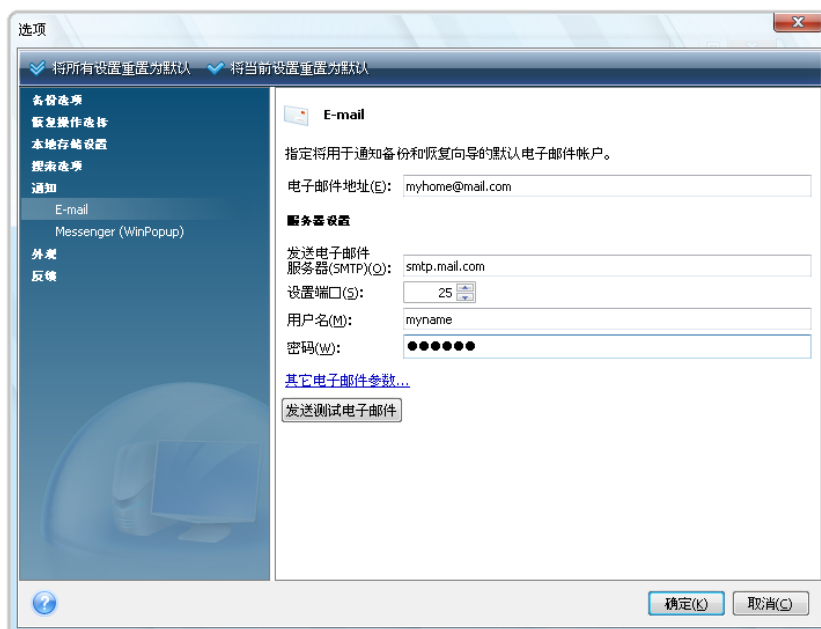 选项
将所有设置重置为默认 将当前设置重置为默认
备份选项
恢复操作选择
本地存储设置
搜索选项
通知
E-mail
Messenger (WinPopup)
外观
反馈
E-mail
指定将用于通知备份和恢复向导的默认电子邮件帐户。
电子邮件地址(E): myhome@mail.com
服务器设置
发送电子邮件
服务器(SMTP)(O): smtp.mail.com
设置端口(S): 25
用户名(M): myname
密码(W): ●●●●●●
其它电子邮件参数...
发送测试电子邮件
确定(K) 取消(C)